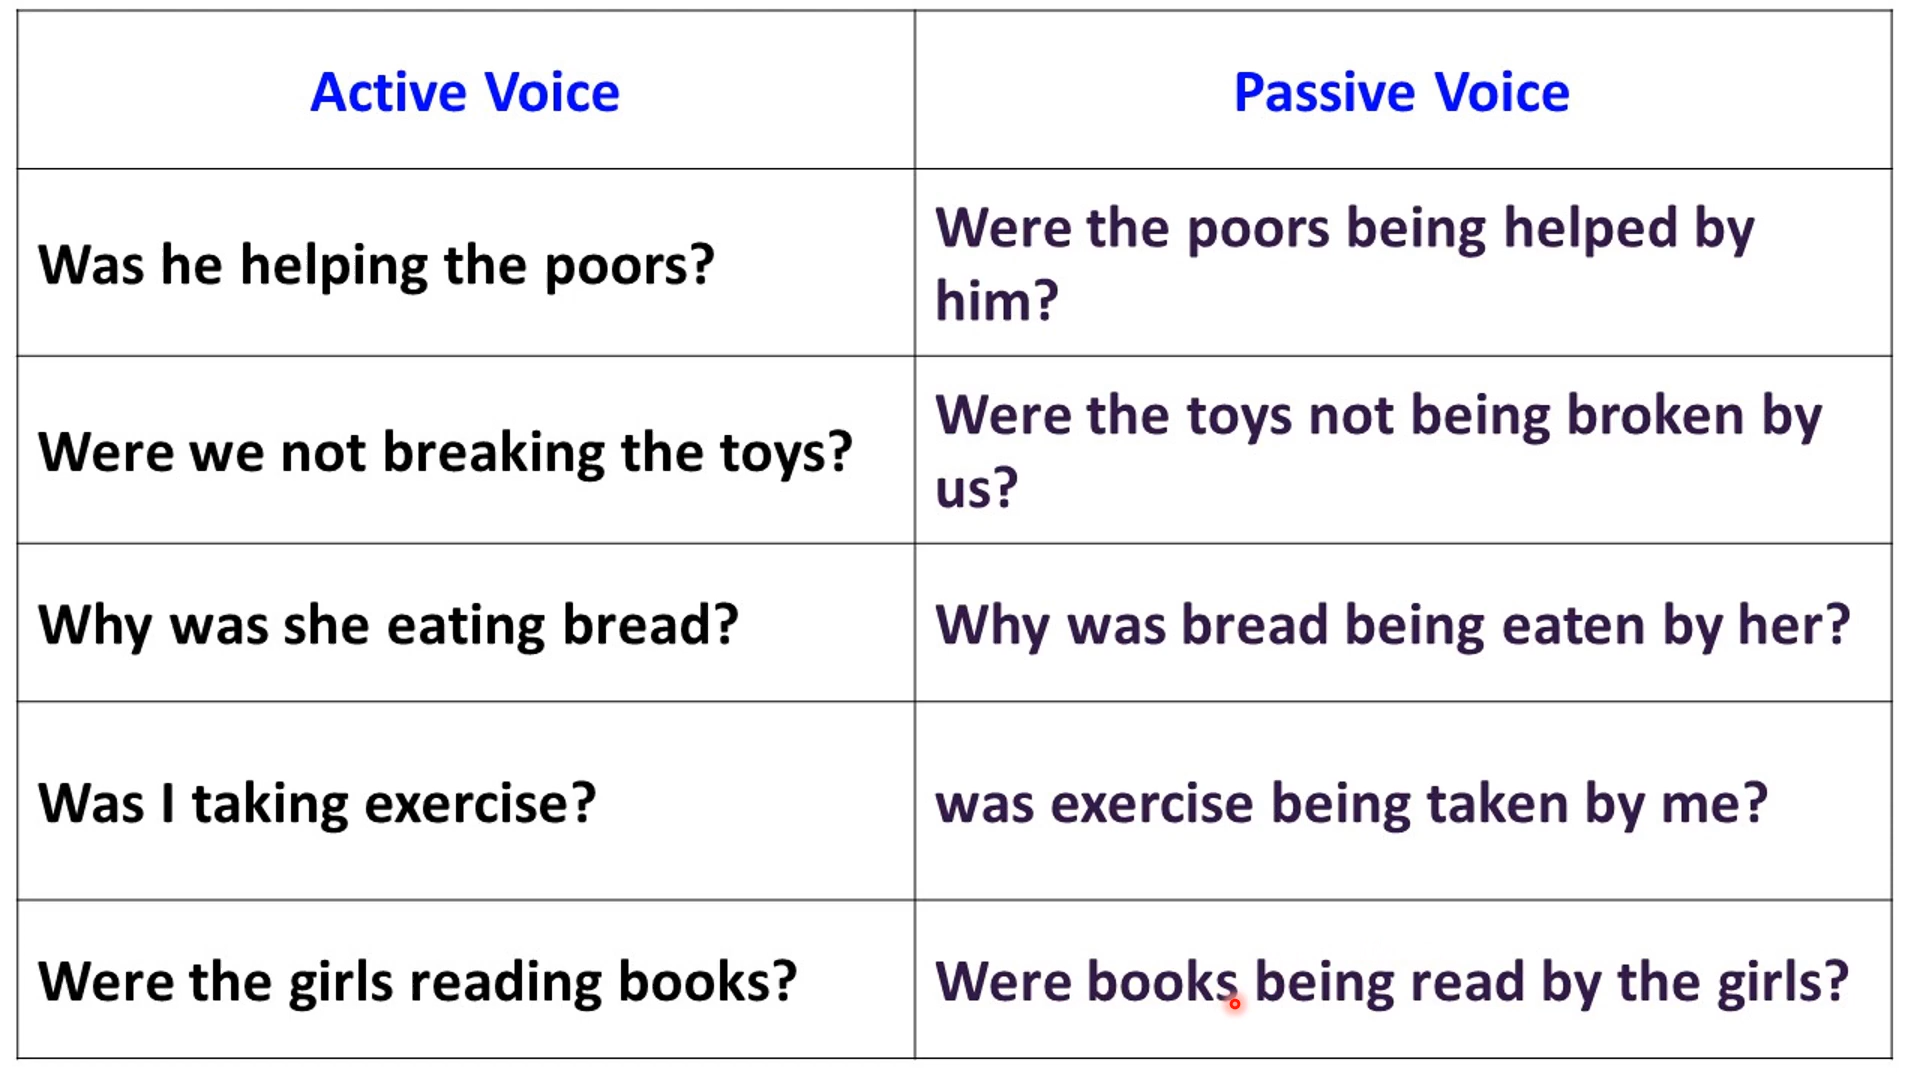 Active Voice
Passive Voice
Was he helping the poors?
Were the poors being helped by
him?
Were we not breaking the toys?
Were the toys not being broken by
us?
Why was she eating bread?
Why was bread being eaten by her?
Was I taking exercise?
was exercise being taken by me?
Were the girls reading books?
Were books being read by the girls?